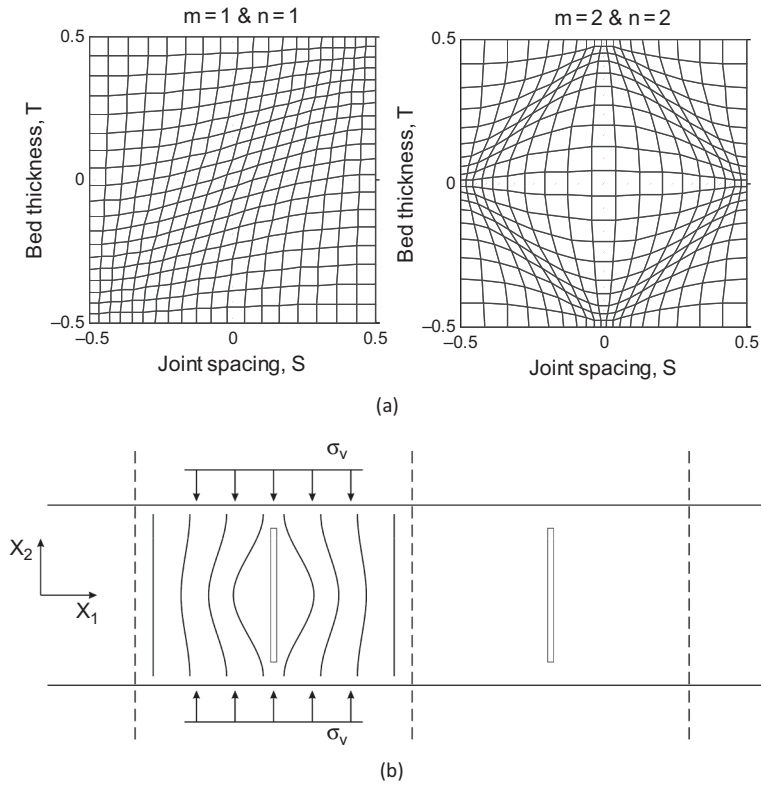 m = 1 & n = 1
m = 2 & n = 2
0.5
0
–0.5
Bed thickness, T
–0.5
0
0.5
Joint spacing, S
0.5
0
–0.5
Bed thickness, T
–0.5
0
0.5
Joint spacing, S
(a)
σv
X2
X1
σv
(b)